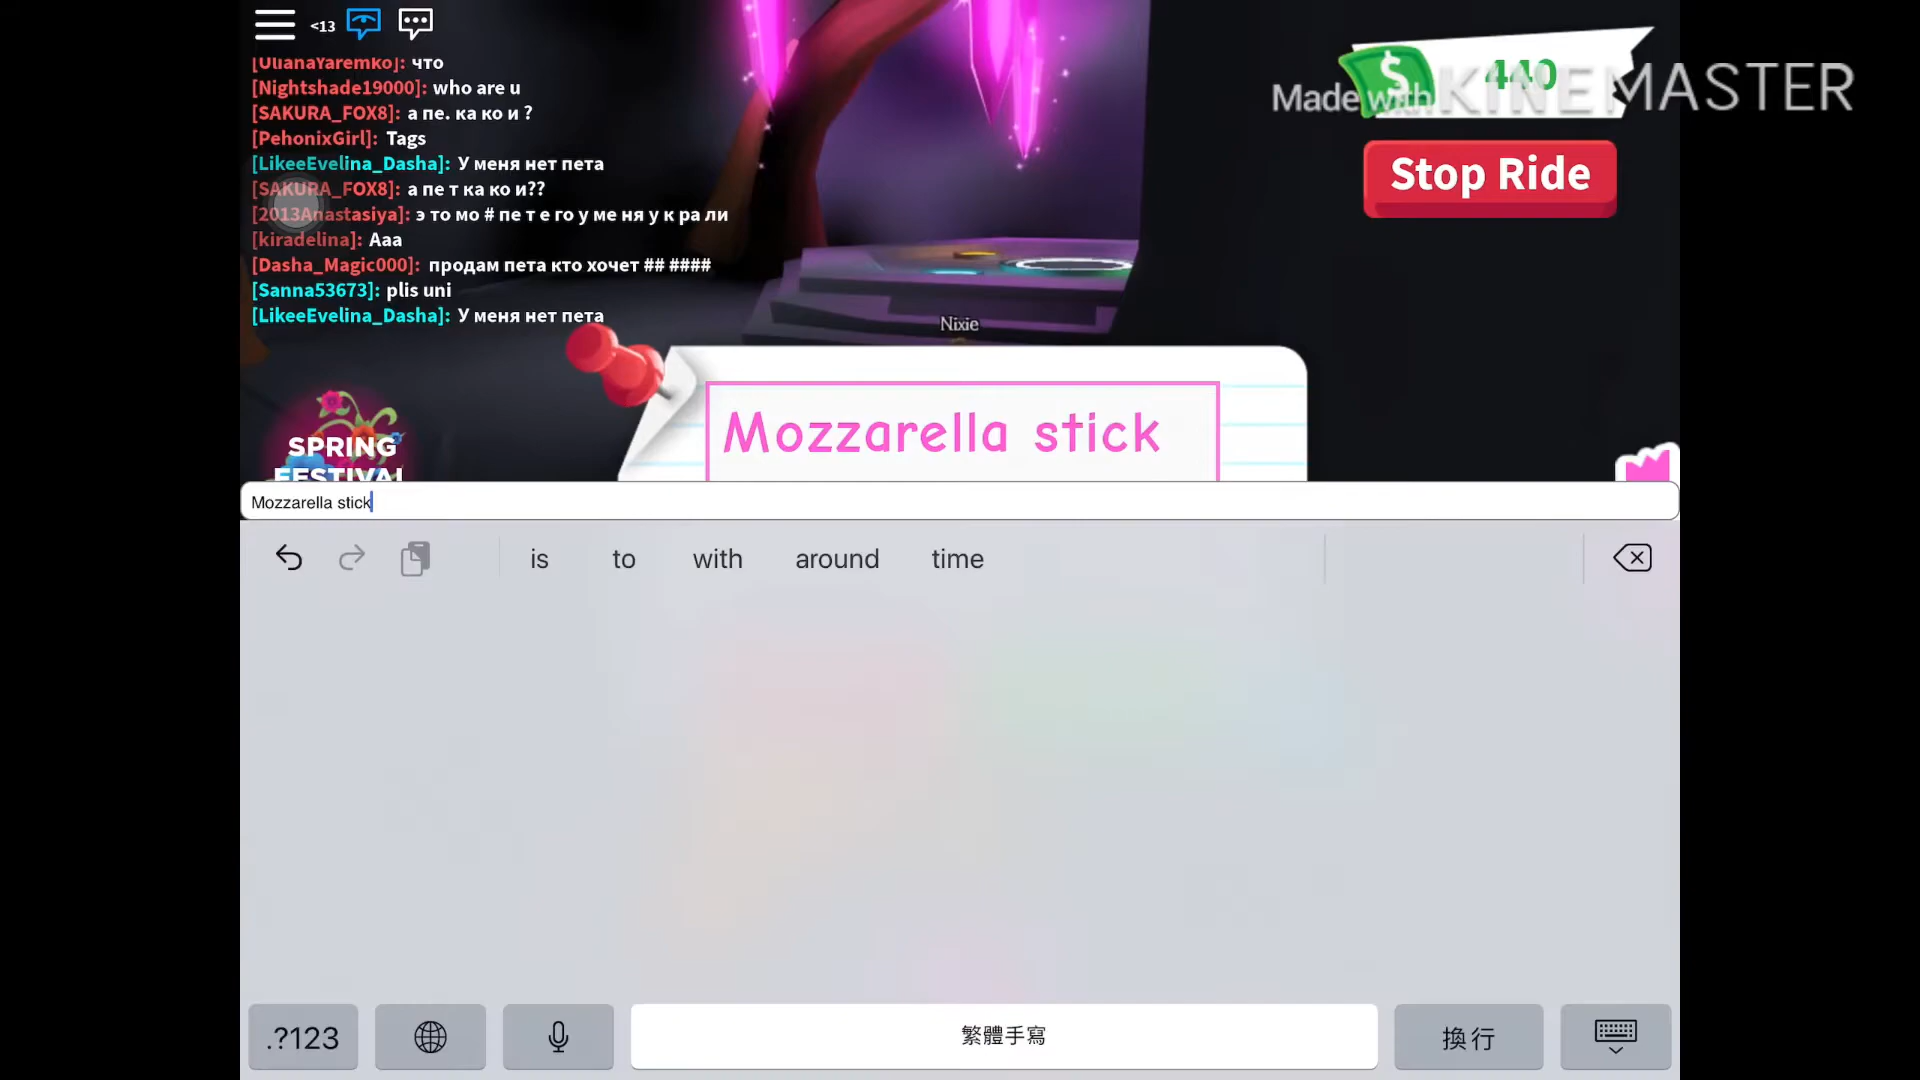 <13
[UlianaYaremko]: что
[Nightshade19000]: who are u
[SAKURA_FOX8]: а пе. ка ко и ?
[PehonixGirl]: Tags
[LikeeEvelina_Dasha]: У меня нет пета
[SAKURA_FOX8]: а пе т ка ко и??
[2013Anastasiya]: э то мо # пе т е го у ме ня у к ра ли
[kiradelina]: Ааа
[Dasha_Magic000]: продам пета кто хочет ## ####
[Sanna53673]: plis uni
[LikeeEvelina_Dasha]: У меня нет пета
440
Made with KINEMASTER
Stop Ride
Nixie
Mozzarella stick
SPRING
FESTIVAL
Mozzarella stick
is to with around time
.?123 繁體手寫 換行